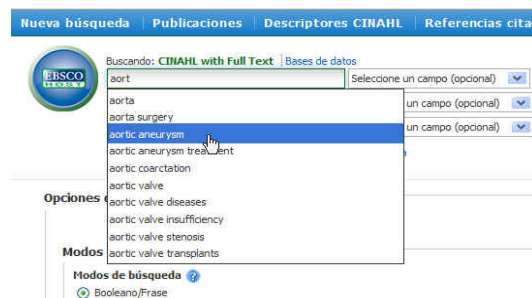 Nueva búsqueda Publicaciones Descriptores CINAHL Referencias cita
EBSCO
HOST
Buscando: CINAHL with Full Text Bases de datos
aort Seleccione un campo (opcional)
aorta un campo (opcional)
aorta surgery
aortic aneurysm un campo (opcional)
aortic aneurysm treatment
aortic coarctation
aortic valve
aortic valve diseases
Opciones
aortic valve insufficiency
aortic valve stenosis
Modos
aortic valve transplants
Modos de búsqueda ?
Booleano/Frase